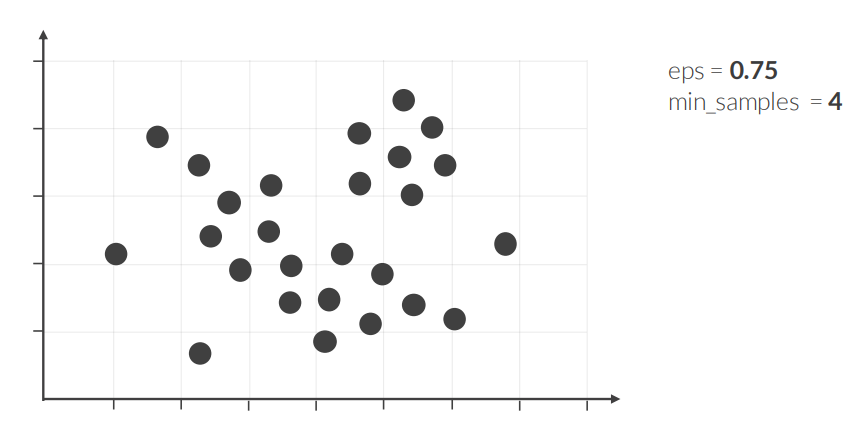 eps = 0.75
min_samples = 4